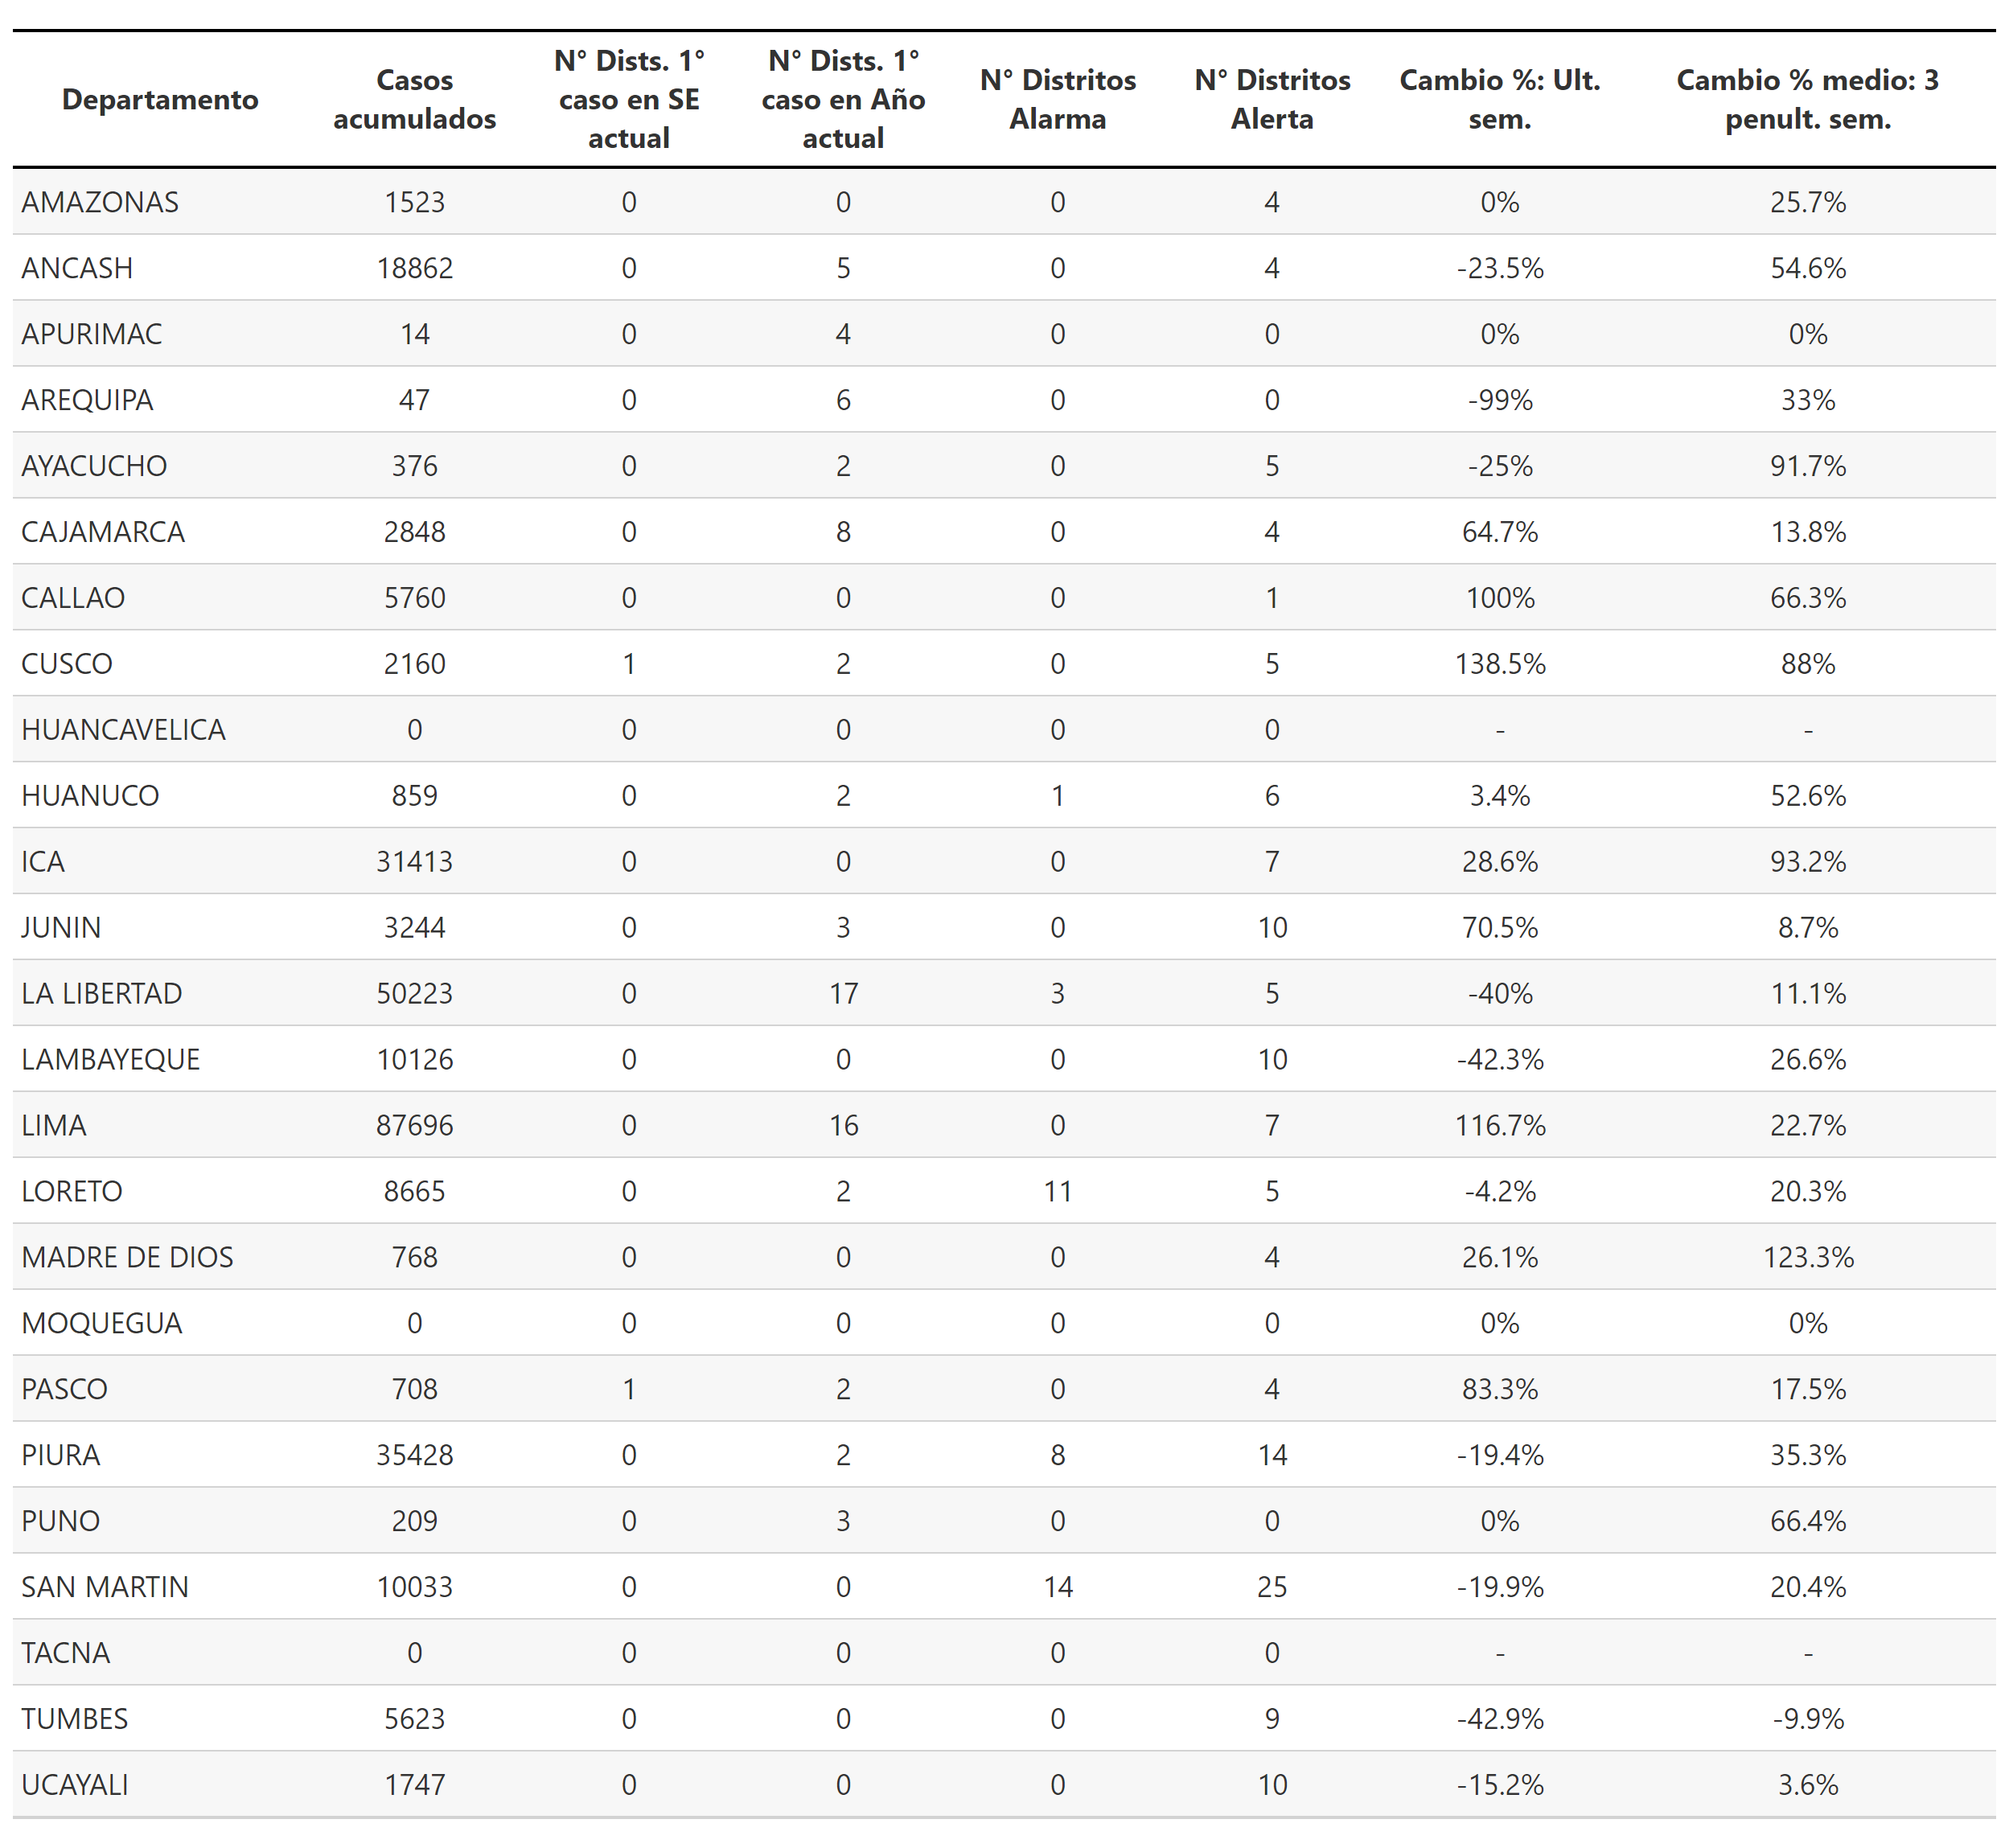 Departamento Casos acumulados N° Dists. 1° caso en SE actual N° Dists. 1° caso en Año actual N° Distritos Alarma N° Distritos Alerta Cambio %: Ult. sem. Cambio % medio: 3 penult. sem.
AMAZONAS 1523 0 0 0 4 0% 25.7%
ANCASH 18862 0 5 0 4 -23.5% 54.6%
APURIMAC 14 0 4 0 0 0% 0%
AREQUIPA 47 0 6 0 0 -99% 33%
AYACUCHO 376 0 2 0 5 -25% 91.7%
CAJAMARCA 2848 0 8 0 4 64.7% 13.8%
CALLAO 5760 0 0 0 1 100% 66.3%
CUSCO 2160 1 2 0 5 138.5% 88%
HUANCAVELICA 0 0 0 0 0 - -
HUANUCO 859 0 2 1 6 3.4% 52.6%
ICA 31413 0 0 0 7 28.6% 93.2%
JUNIN 3244 0 3 0 10 70.5% 8.7%
LA LIBERTAD 50223 0 17 3 5 -40% 11.1%
LAMBAYEQUE 10126 0 0 0 10 -42.3% 26.6%
LIMA 87696 0 16 0 7 116.7% 22.7%
LORETO 8665 0 2 11 5 -4.2% 20.3%
MADRE DE DIOS 768 0 0 0 4 26.1% 123.3%
MOQUEGUA 0 0 0 0 0 0% 0%
PASCO 708 1 2 0 4 83.3% 17.5%
PIURA 35428 0 2 8 14 -19.4% 35.3%
PUNO 209 0 3 0 0 0% 66.4%
SAN MARTIN 10033 0 0 14 25 -19.9% 20.4%
TACNA 0 0 0 0 0 - -
TUMBES 5623 0 0 0 9 -42.9% -9.9%
UCAYALI 1747 0 0 0 10 -15.2% 3.6%